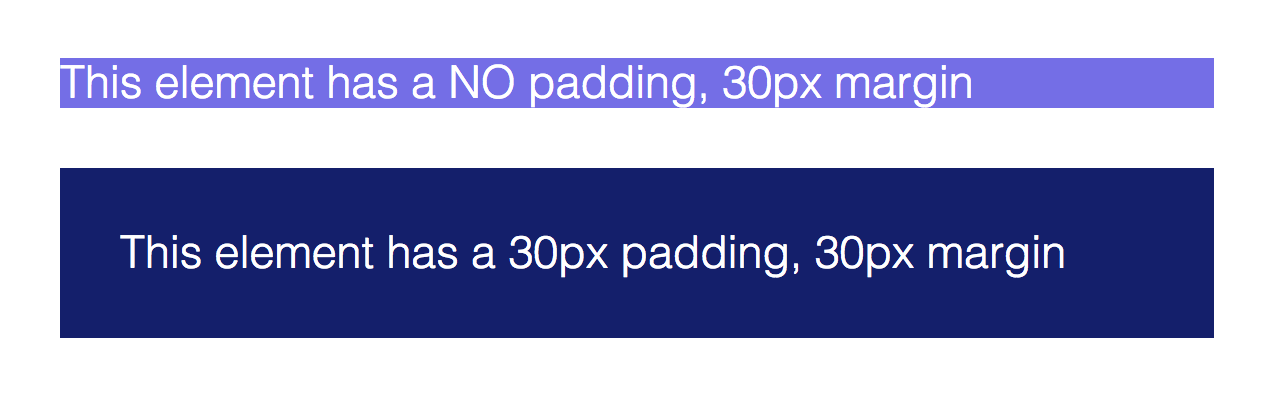 This element has a NO padding, 30px margin
This element has a 30px padding, 30px margin